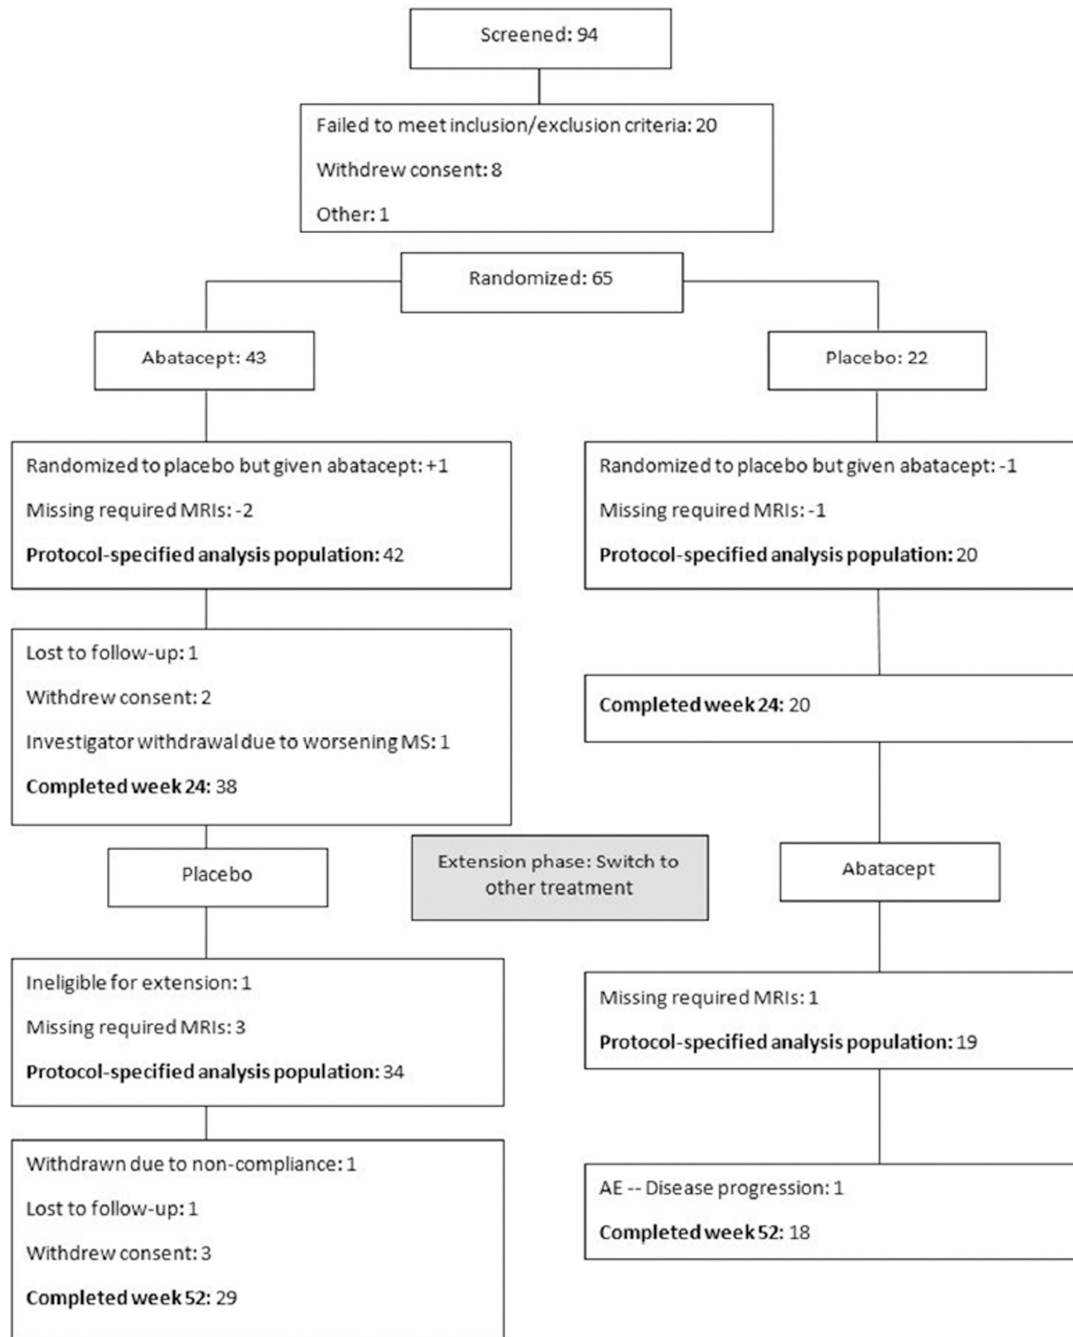 Screened: 94
Failed to meet inclusion/exclusion criteria: 20
Withdrew consent: 8
Other: 1
Randomized: 65
Abatacept: 43
Placebo: 22
Randomized to placebo but given abatacept: +1
Missing required MRIs: -2
Protocol-specified analysis population: 42
Randomized to placebo but given abatacept: -1
Missing required MRIs: -1
Protocol-specified analysis population: 20
Lost to follow-up: 1
Withdrew consent: 2
Investigator withdrawal due to worsening MS: 1
Completed week 24: 38
Completed week 24: 20
Placebo
Extension phase: Switch to
other treatment
Abatacept
Ineligible for extension: 1
Missing required MRIs: 3
Protocol-specified analysis population: 34
Missing required MRIs: 1
Protocol-specified analysis population: 19
Withdrawn due to non-compliance: 1
Lost to follow-up: 1
Withdrew consent: 3
Completed week 52: 29
AE -- Disease progression: 1
Completed week 52: 18